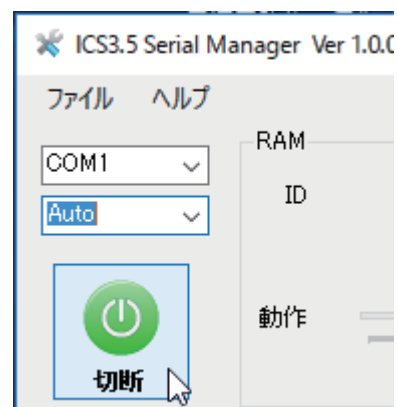 ICS3.5 Serial Manager Ver 1.0.0
ファイル ヘルプ
COM1
Auto
切断
RAM
ID
動作